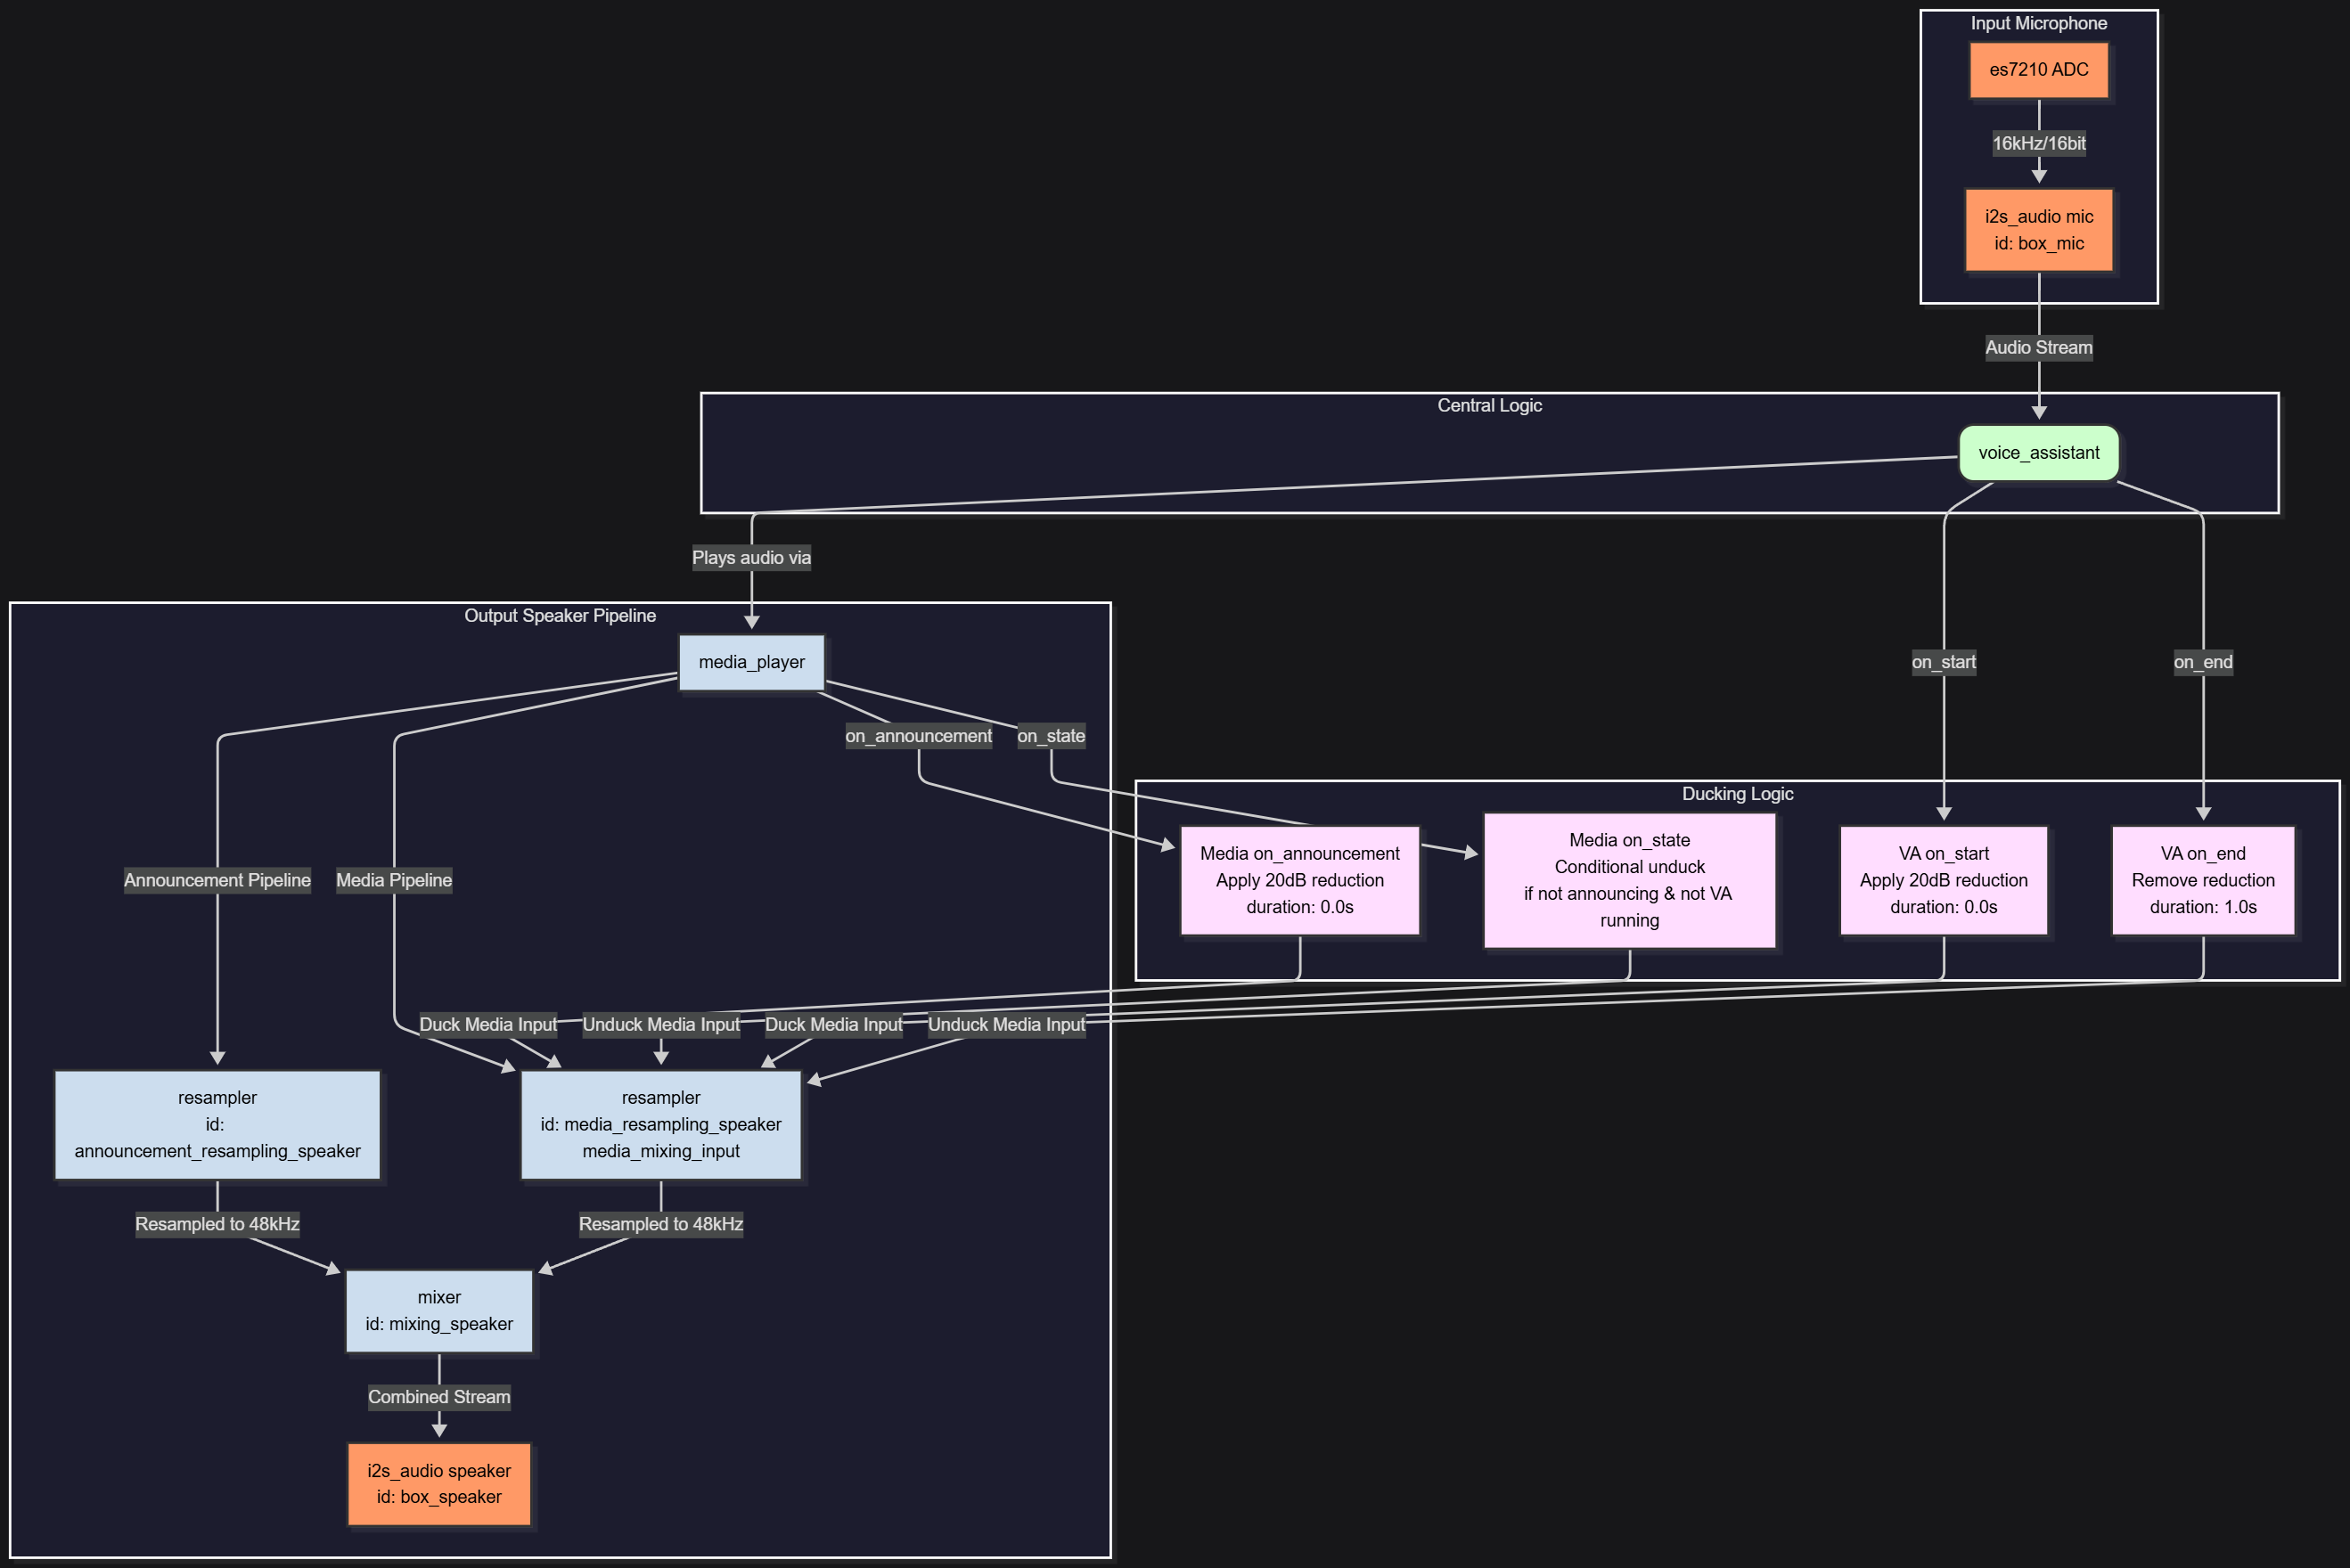 Input Microphone
es7210 ADC
16kHz/16bit
i2s_audio mic
id: box_mic
Audio Stream
Central Logic
voice_assistant
Plays audio via
Output Speaker Pipeline
media_player
on_announcement
on_state
on_start
on_end
Ducking Logic
Media on_announcement
Apply 20dB reduction
duration: 0.0s
Media on_state
Conditional unduck
if not announcing & not VA
running
VA on_start
Apply 20dB reduction
duration: 0.0s
VA on_end
Remove reduction
duration: 1.0s
Announcement Pipeline
Media Pipeline
Duck Media Input
Unduck Media Input
Duck Media Input
Unduck Media Input
resampler
id:
announcement_resampling_speaker
resampler
id: media_resampling_speaker
media_mixing_input
Resampled to 48kHz
Resampled to 48kHz
mixer
id: mixing_speaker
Combined Stream
i2s_audio speaker
id: box_speaker